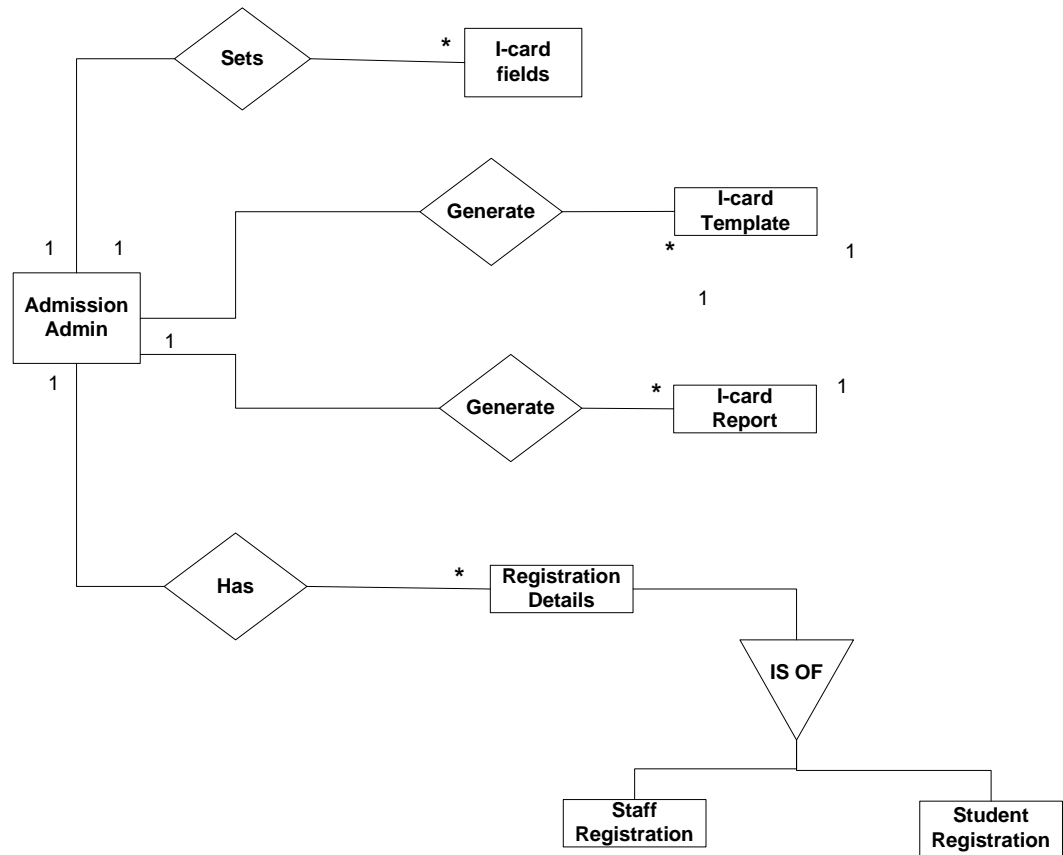 Sets
*
I-card
fields
Generate
I-card
Template
*
1
1
1
1
Admission
Admin
1
1
Generate
*
I-card
Report
1
Has
*
Registration
Details
IS OF
Staff
Registration
Student
Registration